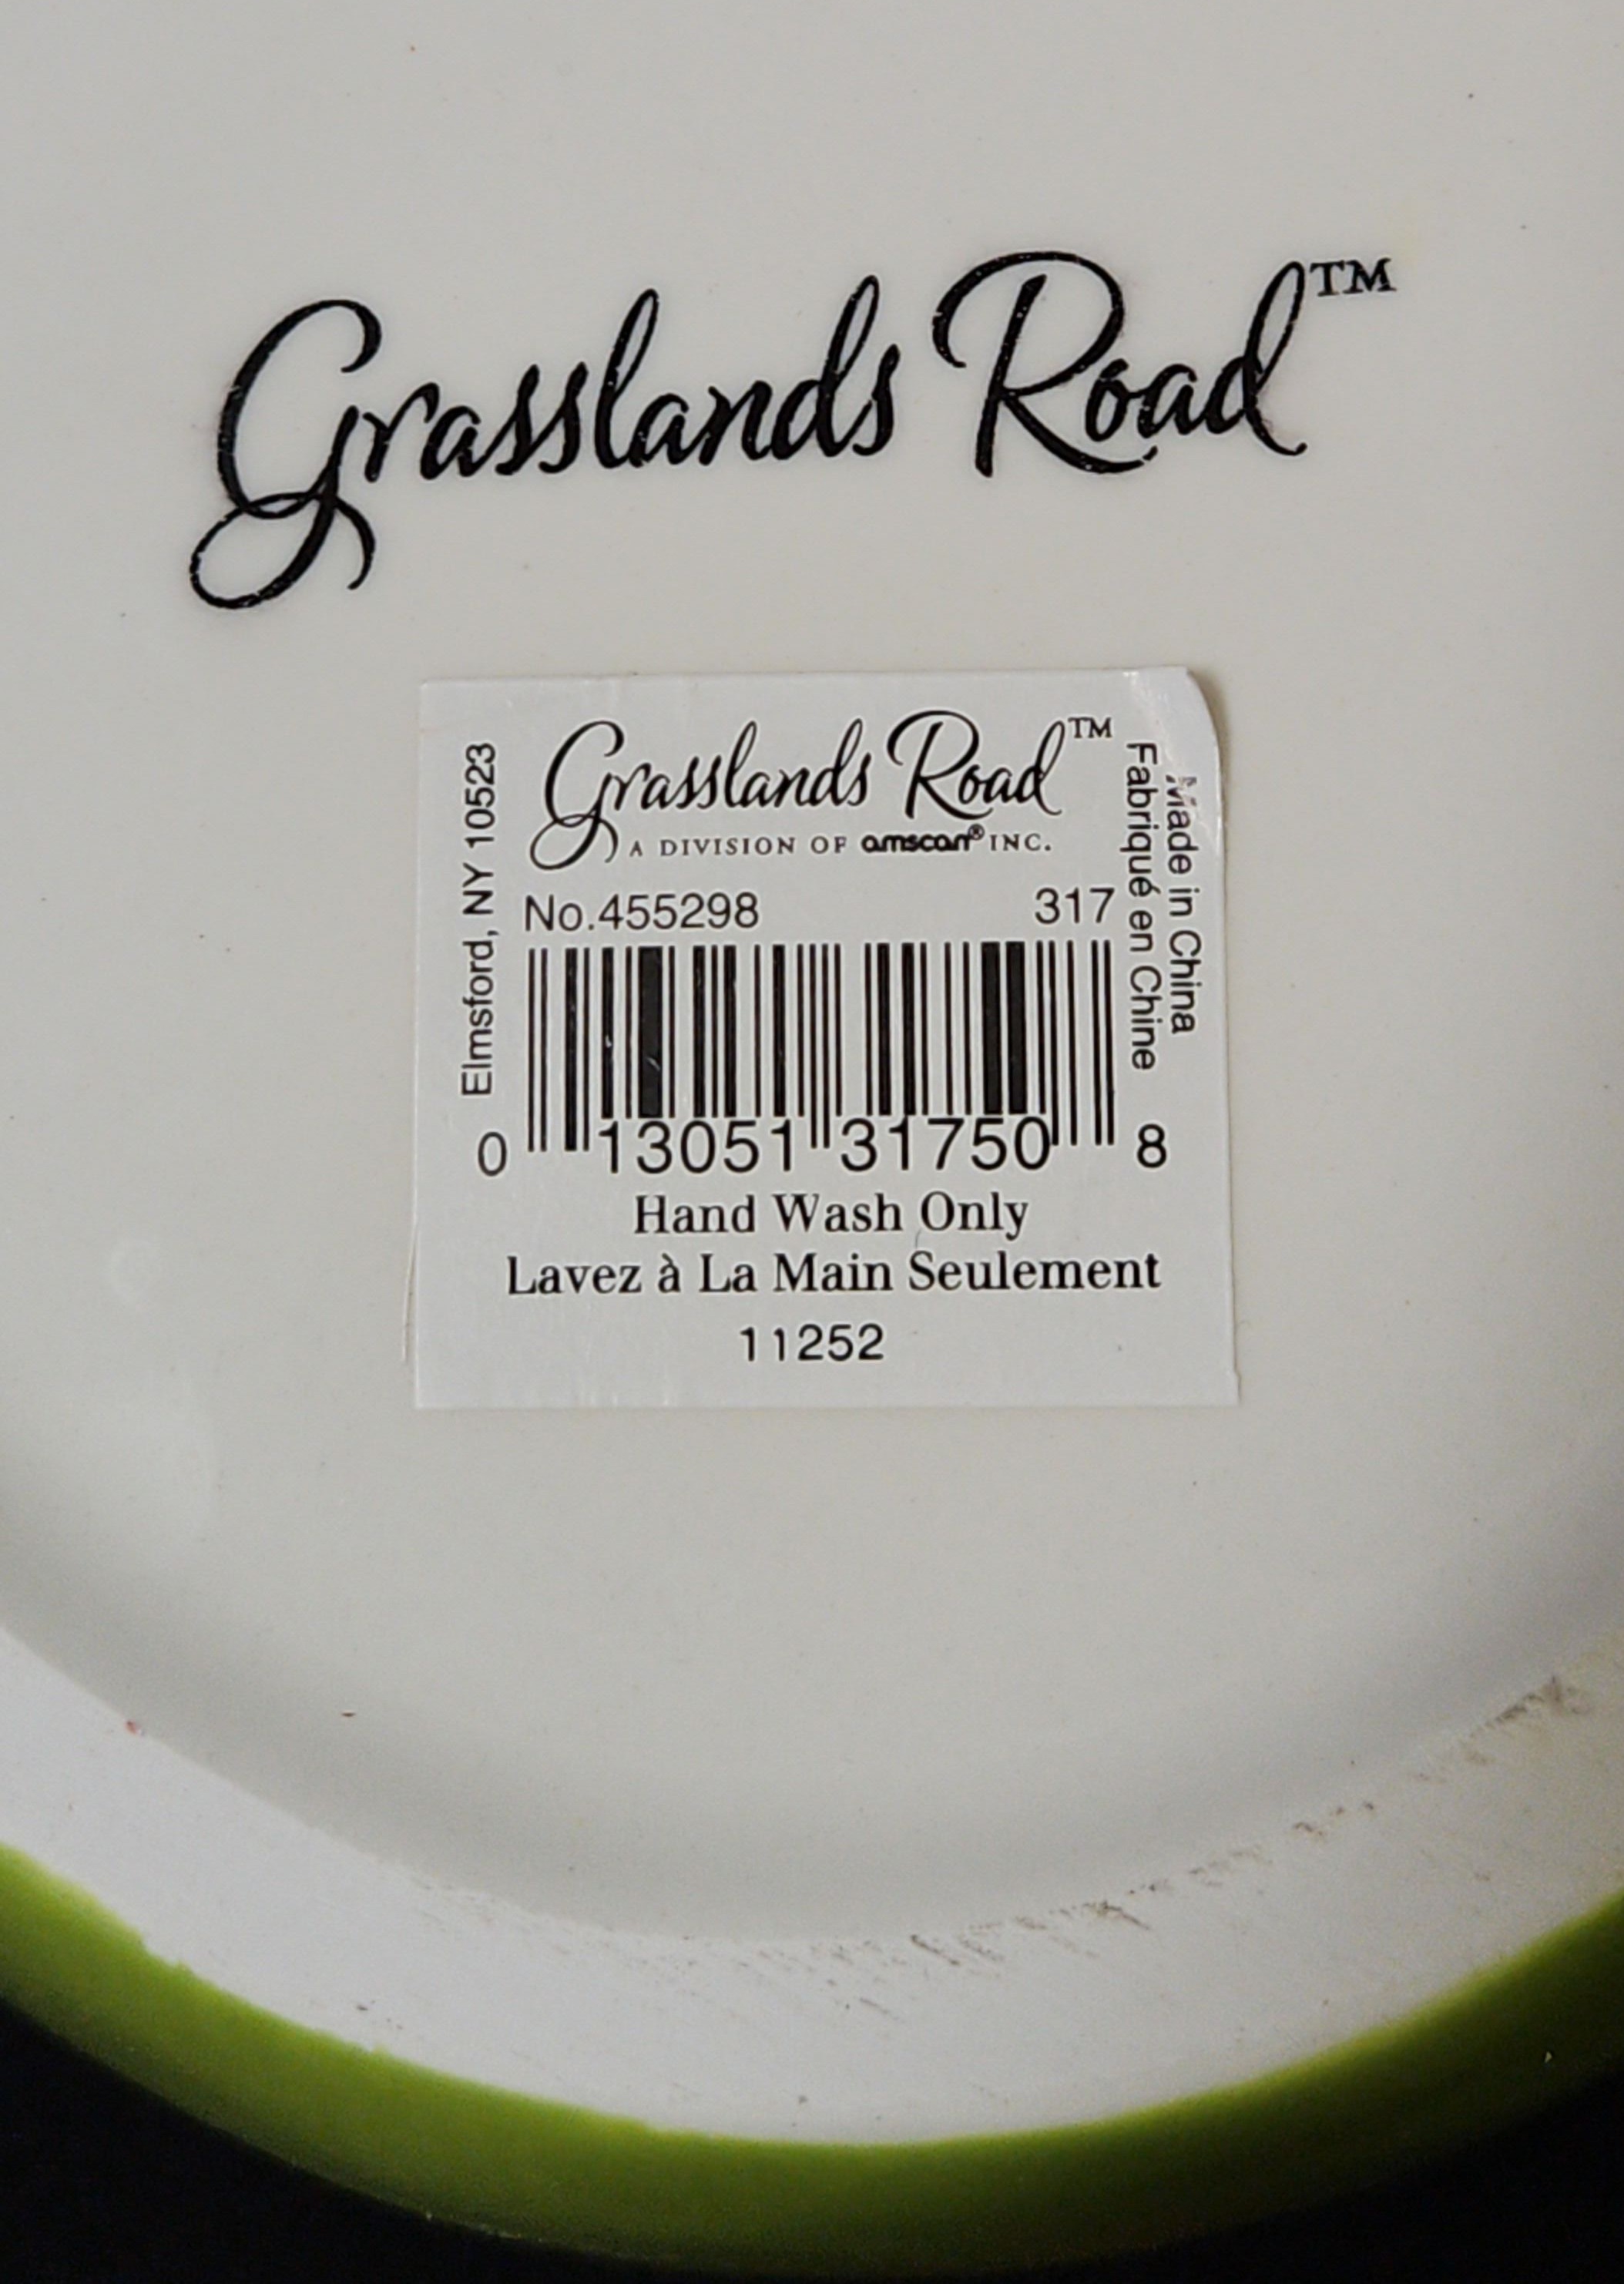 Grasslands Road™
Grasslands Road™
A DIVISION OF amscan® INC.
Elmsford, NY 10523
No.455298 317
Made in China
Fabriqué en Chine
0 13051 31750 8
Hand Wash Only
Lavez à La Main Seulement
11252